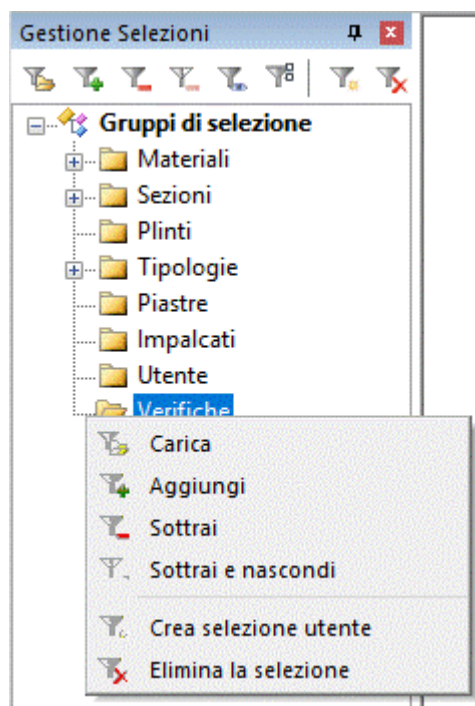 Gestione Selezioni
Gruppi di selezione
Materiali
Sezioni
Plinti
Tipologie
Piastre
Impalcati
Utente
Verifiche
Carica
Aggiungi
Sottrai
Sottrai e nascondi
Crea selezione utente
Elimina la selezione